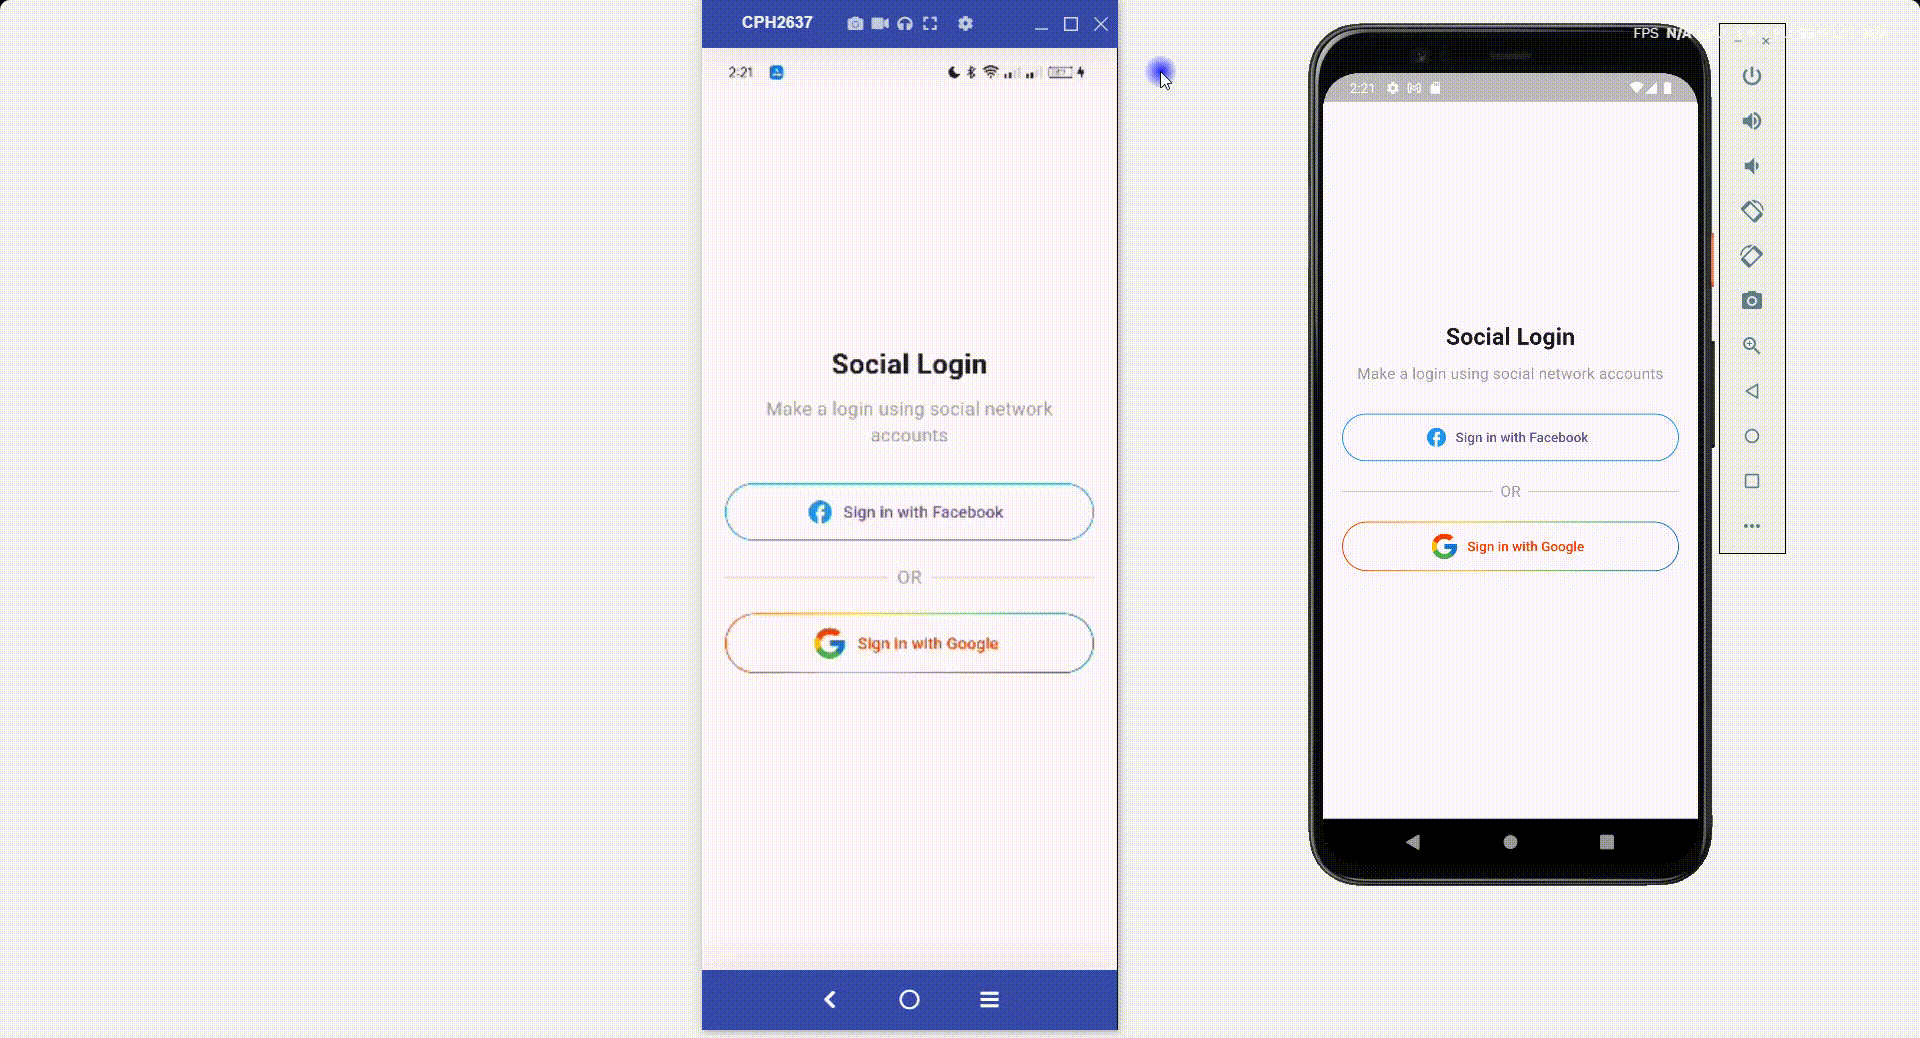 CPH2637
2:21
Social Login
Make a login using social network
accounts
Sign in with Facebook
OR
Sign in with Google
FPS N/A
2:21
Social Login
Make a login using social network accounts
Sign in with Facebook
OR
Sign in with Google